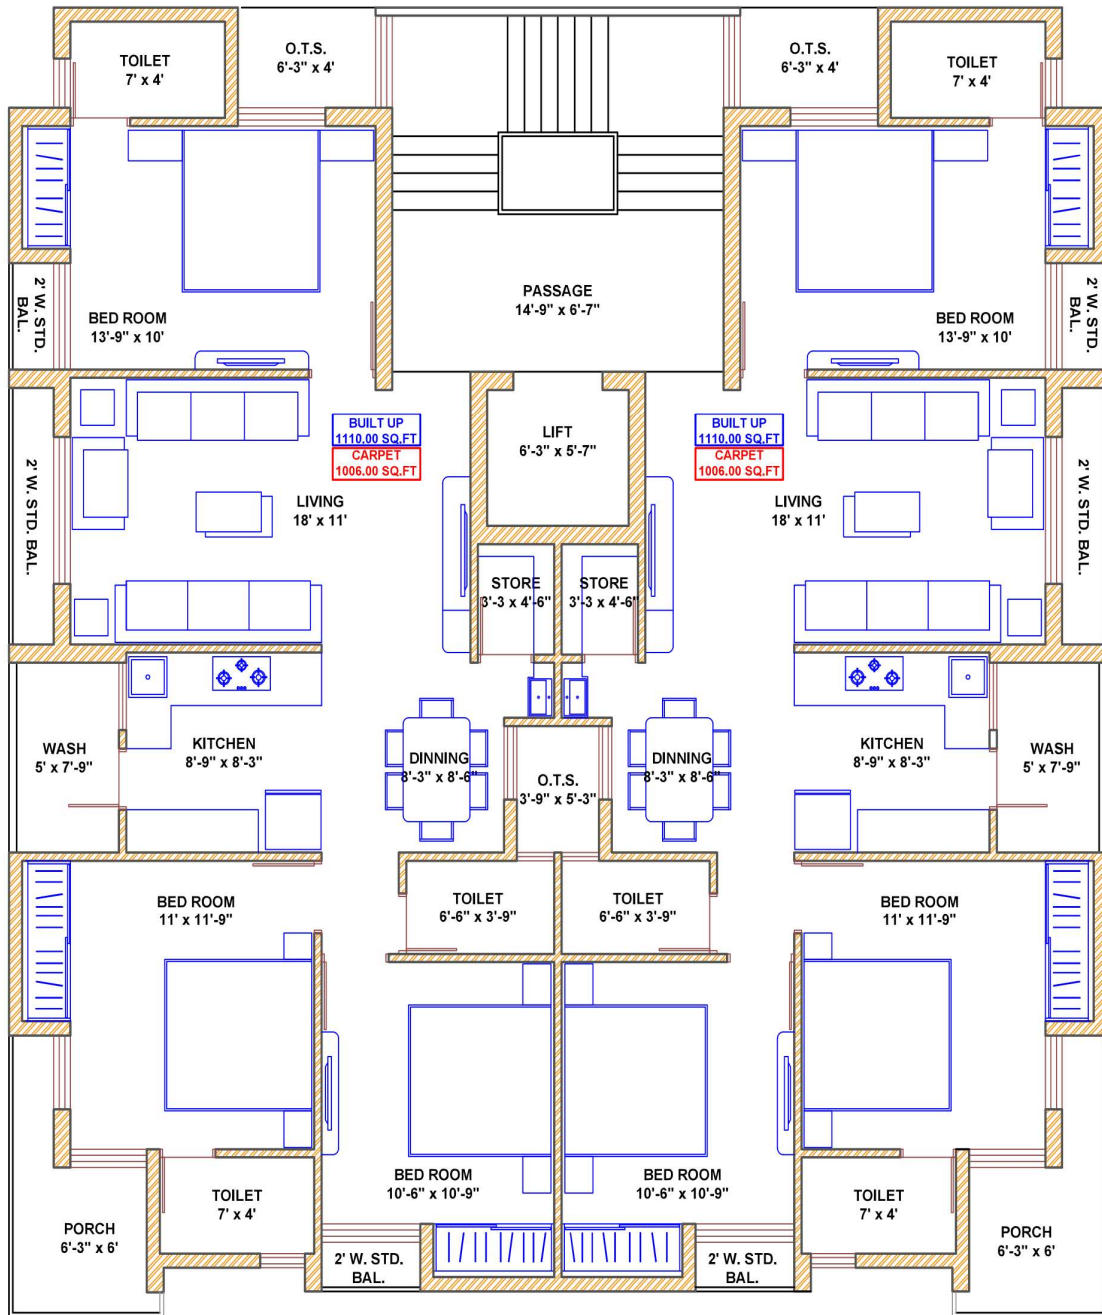 TOILET
7' x 4'
O.T.S.
6'-3" x 4'
O.T.S.
6'-3" x 4'
TOILET
7' x 4'
2' W. STD.
BAL.
BED ROOM
13'-9" x 10'
PASSAGE
14'-9" x 6'-7"
BED ROOM
13'-9" x 10'
2' W. STD.
BAL.
BUILT UP
1110.00 SQ.FT
CARPET
1006.00 SQ.FT
LIFT
6'-3" x 5'-7"
BUILT UP
1110.00 SQ.FT
CARPET
1006.00 SQ.FT
2' W. STD. BAL.
LIVING
18' x 11'
LIVING
18' x 11'
2' W. STD. BAL.
STORE
3'-3 x 4'-6"
STORE
3'-3 x 4'-6"
WASH
5' x 7'-9"
KITCHEN
8'-9" x 8'-3"
DINNING
8'-3" x 8'-6"
O.T.S.
3'-9" x 5'-3"
DINNING
8'-3" x 8'-6"
KITCHEN
8'-9" x 8'-3"
WASH
5' x 7'-9"
BED ROOM
11' x 11'-9"
TOILET
6'-6" x 3'-9"
TOILET
6'-6" x 3'-9"
BED ROOM
11' x 11'-9"
BED ROOM
10'-6" x 10'-9"
BED ROOM
10'-6" x 10'-9"
PORCH
6'-3" x 6'
TOILET
7' x 4'
TOILET
7' x 4'
PORCH
6'-3" x 6'
2' W. STD.
BAL.
2' W. STD.
BAL.